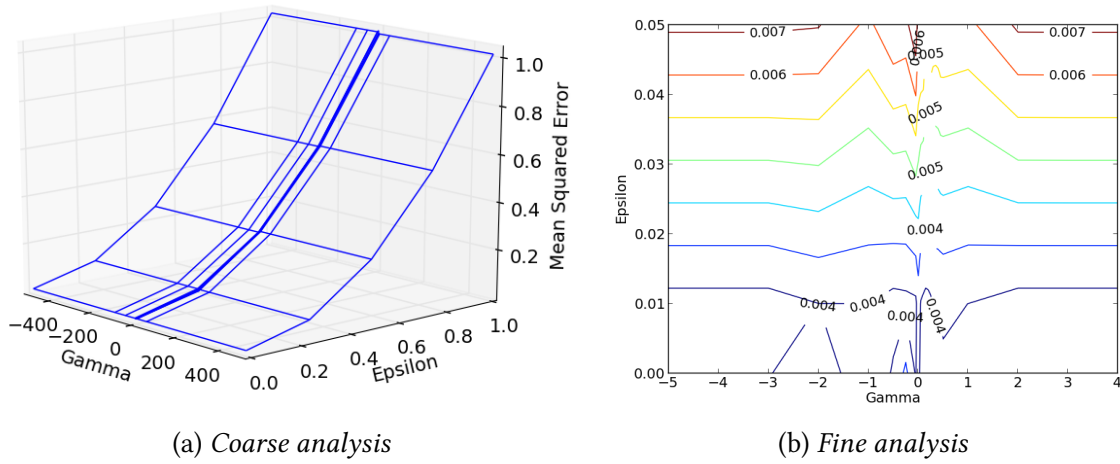 1.0
0.8
0.6
0.4
0.2
Mean Squared Error
−400 −200 0 200 400
Gamma
0.0 0.2 0.4 0.6 0.8 1.0
Epsilon
(a) Coarse analysis
0.05
0.04
0.03
0.02
0.01
0.00
Epsilon
0.007 0.006 0.005 0.007
0.006 0.006
0.005
0.005
0.004
0.004 0.004 0.004 0.004
−5 −4 −3 −2 −1 0 1 2 3 4
Gamma
(b) Fine analysis